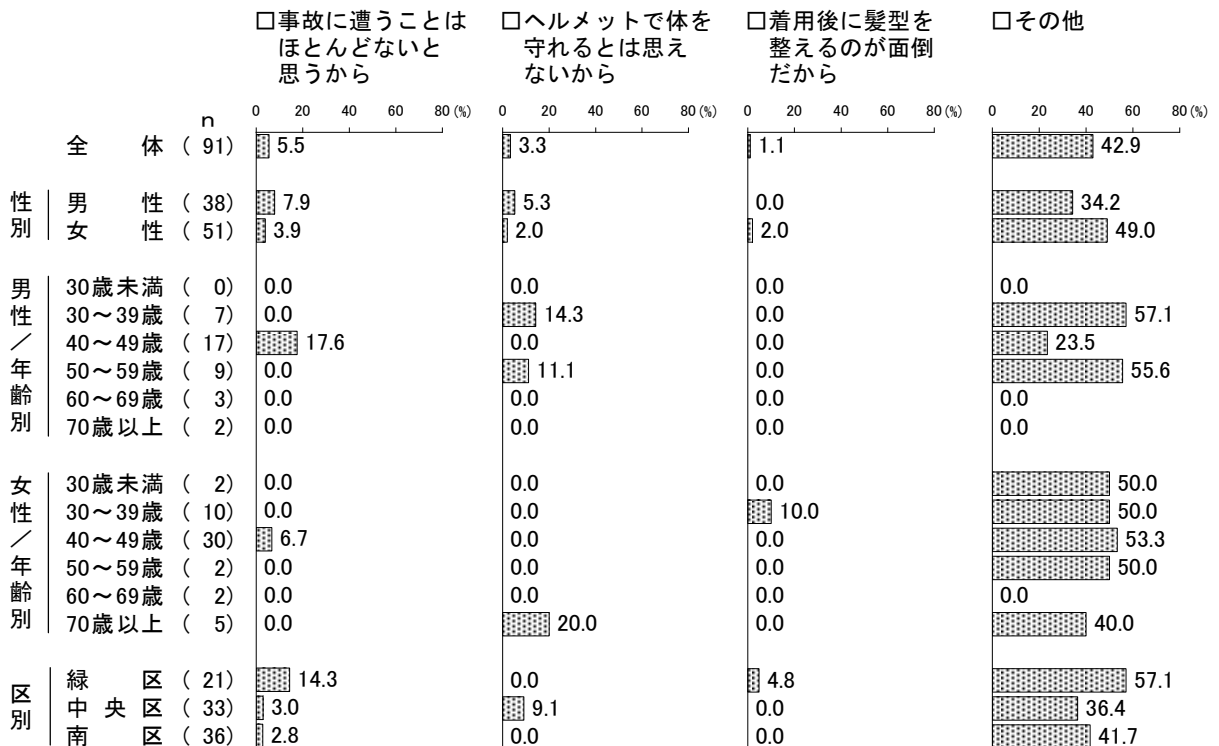 □事故に遭うことは
ほとんどないと
思うから
□ヘルメットで体を
守れるとは思え
ないから
□着用後に髪型を
整えるのが面倒
だから
□その他
n 0 20 40 60 80(%) 0 20 40 60 80(%) 0 20 40 60 80(%) 0 20 40 60 80(%)
全体 ( 91) 5.5 3.3 1.1 42.9
性別
男性 ( 38) 7.9 5.3 0.0 34.2
女性 ( 51) 3.9 2.0 2.0 49.0
男性/年齢別
30歳未満 ( 0) 0.0 0.0 0.0 0.0
30~39歳 ( 7) 0.0 14.3 0.0 57.1
40~49歳 ( 17) 17.6 0.0 0.0 23.5
50~59歳 ( 9) 0.0 11.1 0.0 55.6
60~69歳 ( 3) 0.0 0.0 0.0 0.0
70歳以上 ( 2) 0.0 0.0 0.0 0.0
女性/年齢別
30歳未満 ( 2) 0.0 0.0 0.0 50.0
30~39歳 ( 10) 0.0 0.0 10.0 50.0
40~49歳 ( 30) 6.7 0.0 0.0 53.3
50~59歳 ( 2) 0.0 0.0 0.0 50.0
60~69歳 ( 2) 0.0 0.0 0.0 0.0
70歳以上 ( 5) 0.0 20.0 0.0 40.0
区別
緑区 ( 21) 14.3 0.0 4.8 57.1
中央区 ( 33) 3.0 9.1 0.0 36.4
南区 ( 36) 2.8 0.0 0.0 41.7